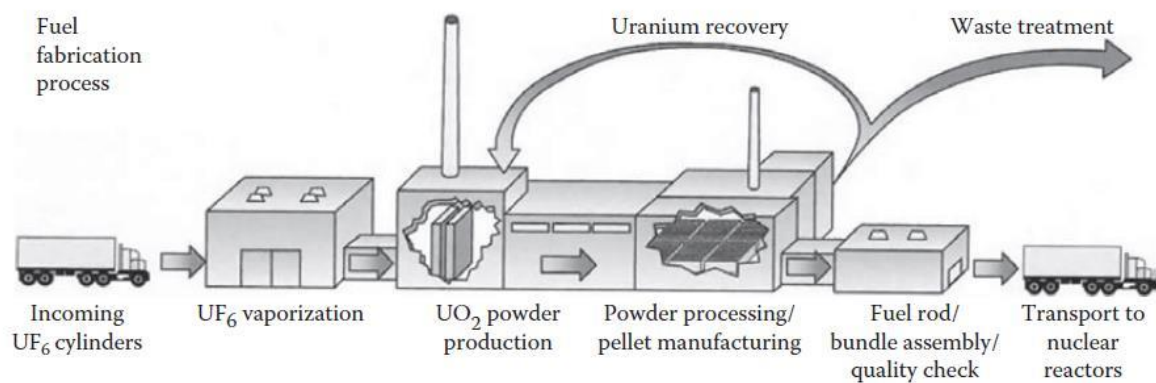 Fuel
fabrication
process
Uranium recovery
Waste treatment
Incoming
UF6 cylinders
UF6 vaporization
UO2 powder
production
Powder processing/
pellet manufacturing
Fuel rod/
bundle assembly/
quality check
Transport to
nuclear
reactors